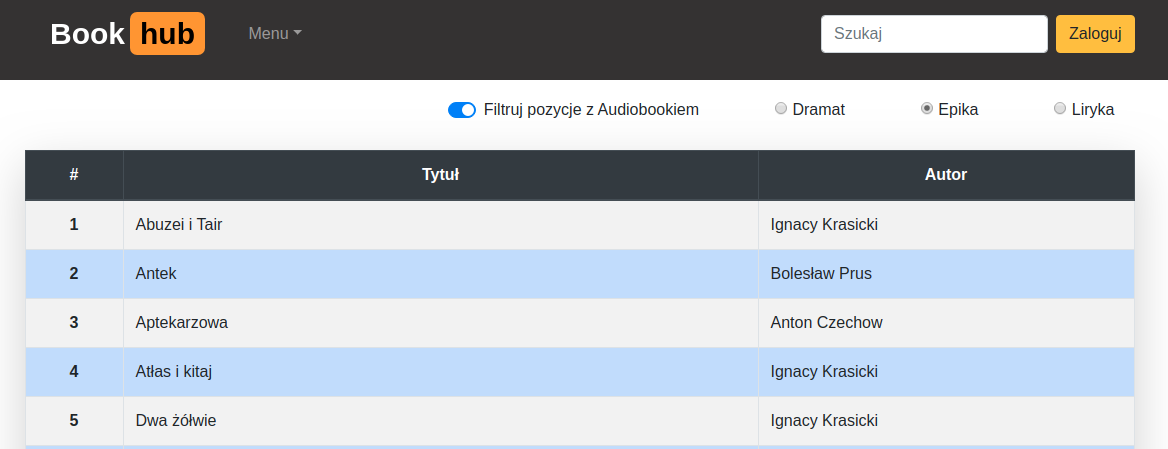 Book hub Menu Szukaj Zaloguj
Filtruj pozycje z Audiobookiem Dramat Epika Liryka
# Tytuł Autor
1 Abuzei i Tair Ignacy Krasicki
2 Antek Bolesław Prus
3 Aptekarzowa Anton Czechow
4 Atłas i kitaj Ignacy Krasicki
5 Dwa żółwie Ignacy Krasicki